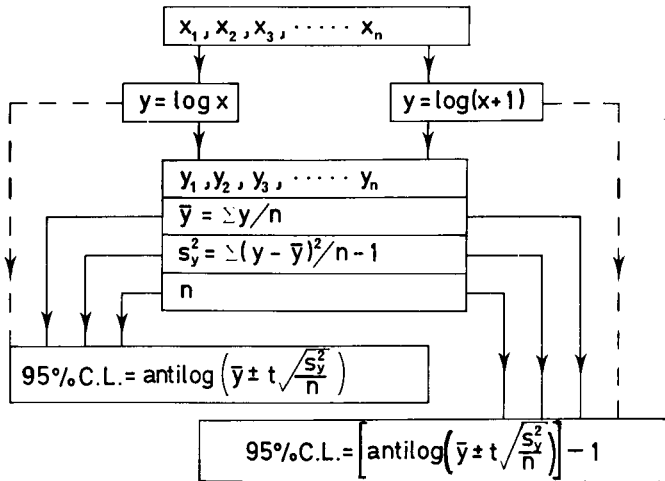 x₁, x₂, x₃, ····· xₙ
y = log x
y = log(x+1)
y₁, y₂, y₃, ····· yₙ
ȳ = Σy/n
s²ᵧ = Σ(y − ȳ)²/n − 1
n
95% C.L. = antilog (ȳ ± t √(s²ᵧ/n))
95% C.L. = [antilog(ȳ ± t √(s²ᵧ/n))] − 1